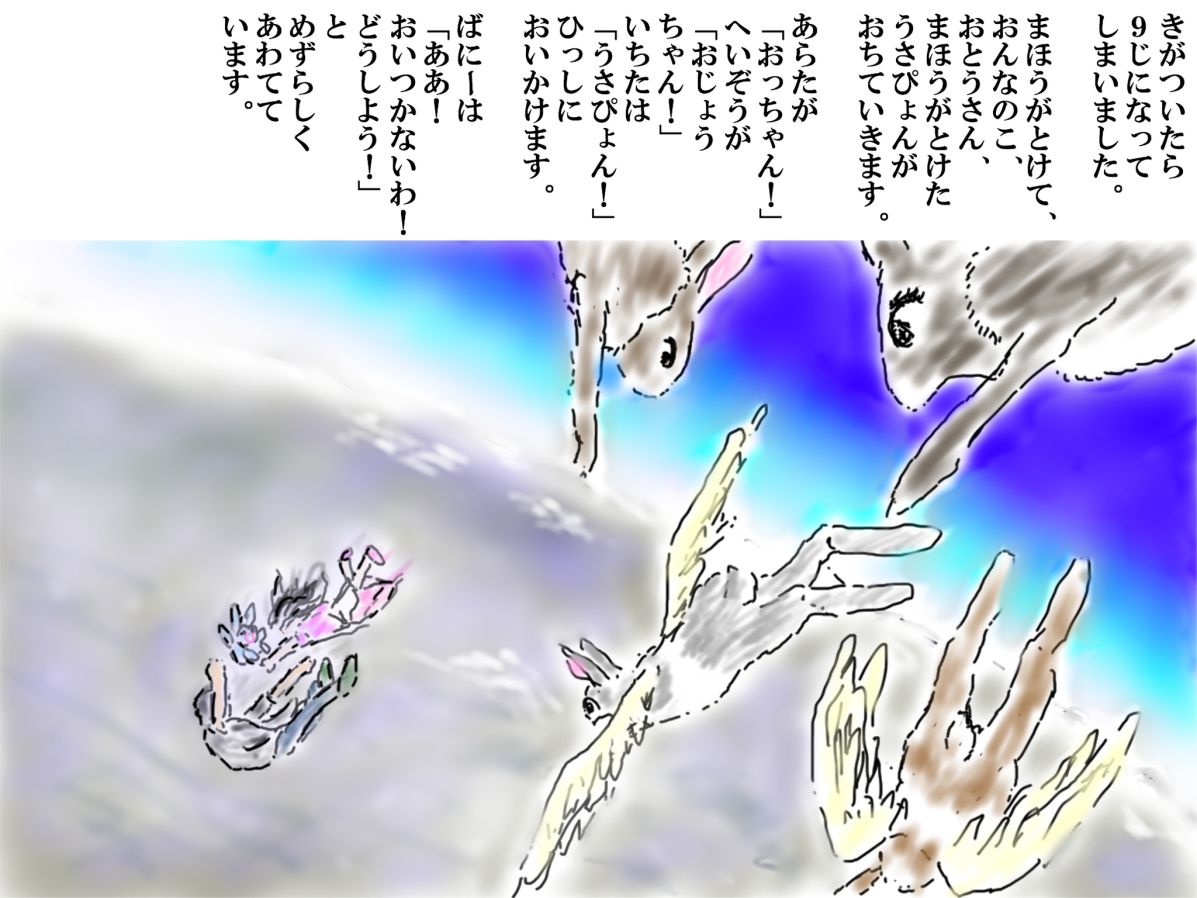 きがついたら
９じになって
しまいました。
まほうがとけて、
おんなのこ、
おとうさん、
まほうがとけた
うさぴょんが
おちていきます。
あらたが
「おっちゃん！」
へいぞうが
「おじょう
ちゃん！」
いちたは
「うさぴょん！」
ひっしに
おいかけます。
ばに～は
「ああ！
おいつかないわ！
どうしよう！」
と
めずらしく
あわてて
います。